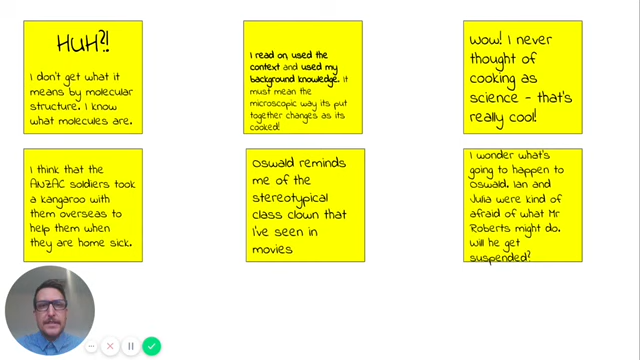 HUH?!
I don't get what it
means by molecular
structure. I know
what molecules are.
I read on, used the
context and used my
background knowledge. It
must mean the
microscopic way its put
together changes as its
cooked!
Wow! I never
thought of
cooking as
science - that's
really cool!
I think that the
ANZAC soldiers took
a kangaroo with
them overseas to
help them when
they are home sick.
Oswald reminds
me of the
stereotypical
class clown that
I've seen in
movies
I wonder what's
going to happen to
Oswald. Ian and
Julia were kind of
afraid of what Mr
Roberts might do.
Will he get
suspended?